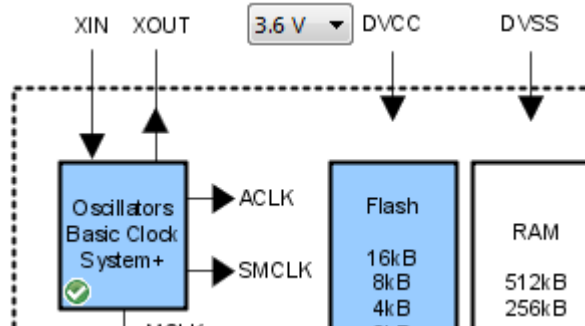 XIN XOUT 3.6 V DVCC DVSS
ACLK
SMCLK
Oscillators
Basic Clock
System+
Flash
16kB
8kB
4kB
RAM
512kB
256kB